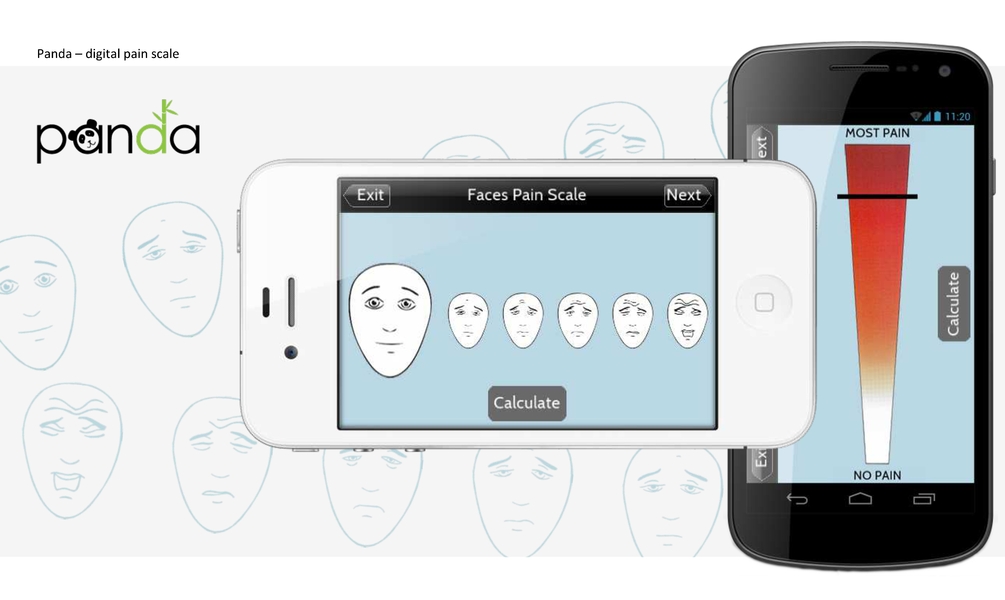 Panda – digital pain scale
panda
Exit
Faces Pain Scale
Next
Calculate
11:20
ext
MOST PAIN
Calculate
NO PAIN
Ex